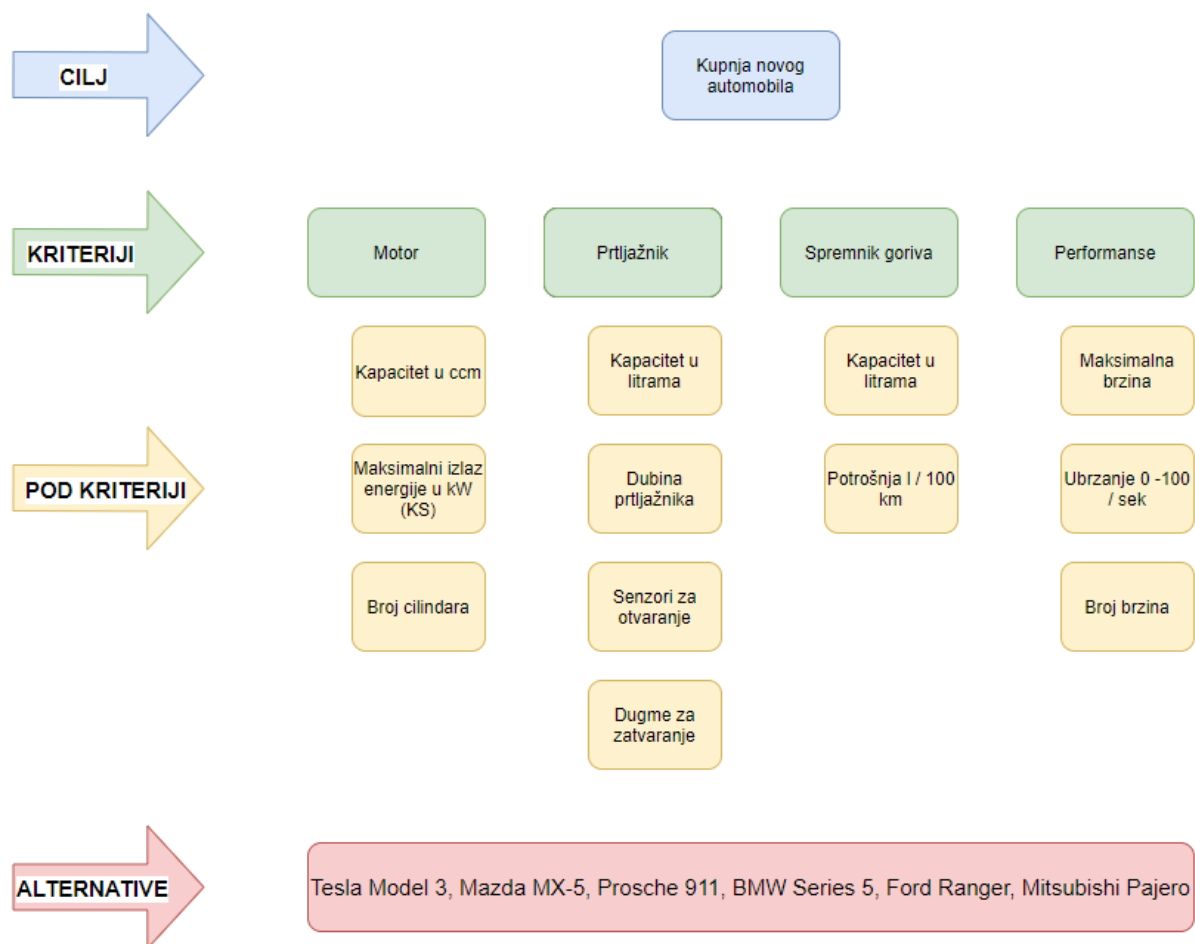 CILJ
Kupnja novog
automobila
KRITERIJI
Motor
Prtljažnik
Spremnik goriva
Performanse
POD KRITERIJI
Kapacitet u ccm
Kapacitet u
litrama
Kapacitet u
litrama
Maksimalna
brzina
Maksimalni izlaz
energije u kW
(KS)
Dubina
prtljažnika
Potrošnja l / 100
km
Ubrzanje 0 -100
/ sek
Broj cilindara
Senzori za
otvaranje
Broj brzina
Dugme za
zatvaranje
ALTERNATIVE
Tesla Model 3, Mazda MX-5, Prosche 911, BMW Series 5, Ford Ranger, Mitsubishi Pajero